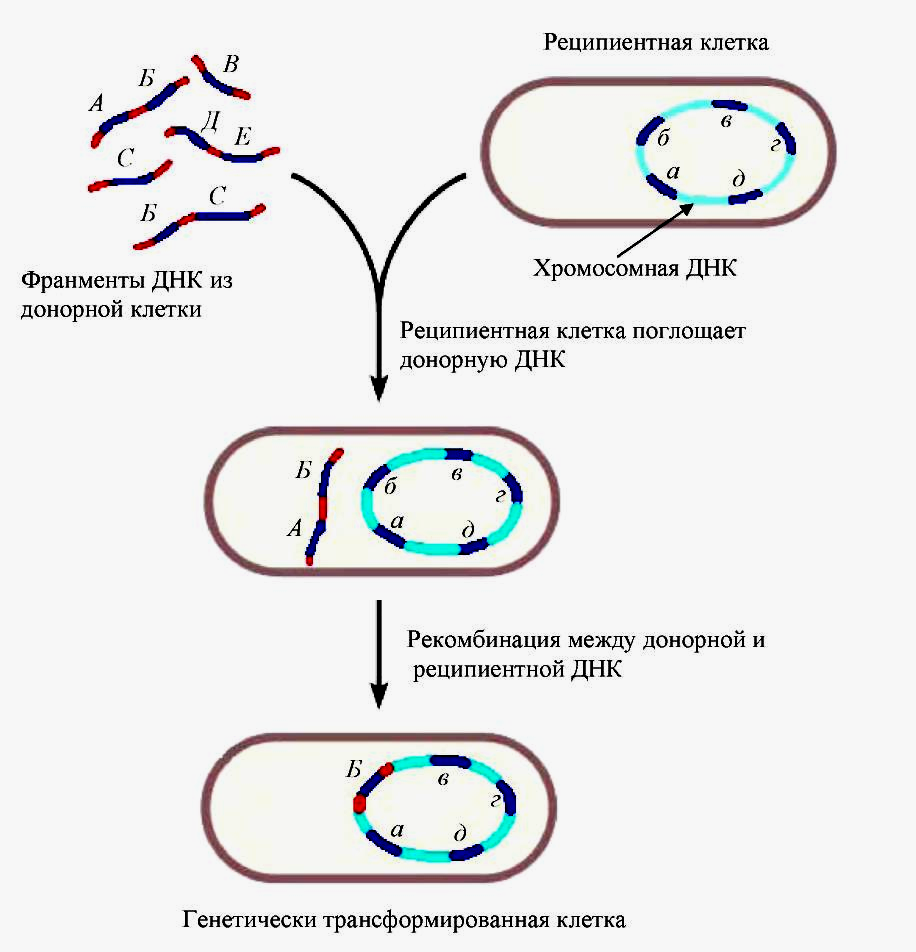 Реципиентная клетка
А Б В
Д Е
С
Б С
б в г
а д
Хромосомная ДНК
Франменты ДНК из
донорной клетки
Реципиентная клетка поглощает
донорную ДНК
Б
А
б в г
а д
Рекомбинация между донорной и
реципиентной ДНК
Б в г
а д
Генетически трансформированная клетка